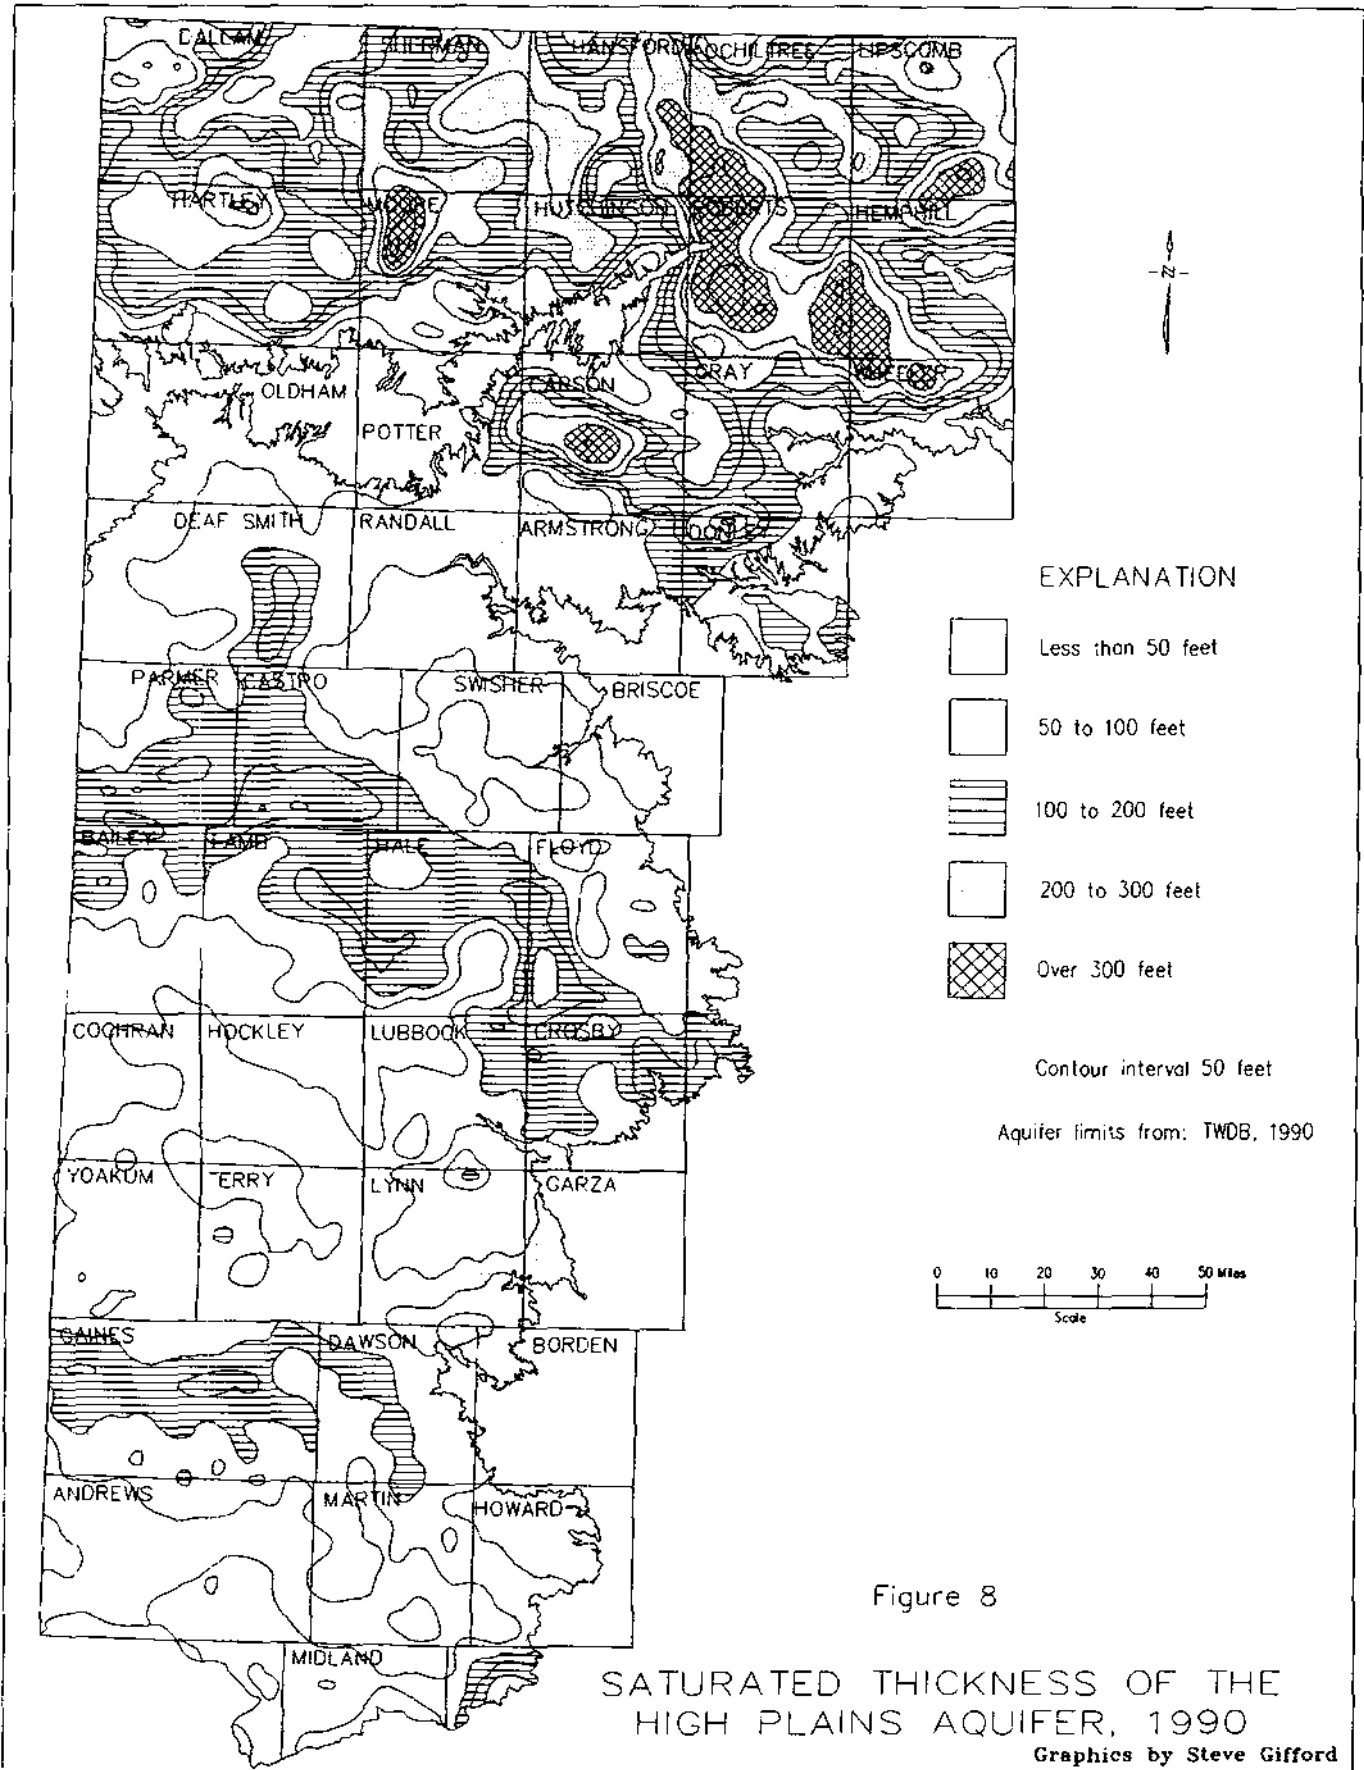 DALLAM
SHERMAN
HANSFORD
OCHILTREE
LIPSCOMB
HARTLEY
MOORE
HUTCHINSON
ROBERTS
HEMPHILL
-N-
OLDHAM
POTTER
CARSON
GRAY
WHEELER
DEAF SMITH
RANDALL
ARMSTRONG
EXPLANATION
Less than 50 feet
50 to 100 feet
100 to 200 feet
200 to 300 feet
Over 300 feet
PARMER
CASTRO
SWISHER
BRISCOE
BAILEY
LAMB
HALE
FLOYD
COCHRAN
HOCKLEY
LUBBOCK
CROSBY
Contour interval 50 feet
Aquifer limits from: TWDB, 1990
YOAKUM
TERRY
LYNN
GARZA
0 10 20 30 40 50 Miles
Scale
GAINES
DAWSON
BORDEN
ANDREWS
MARTIN
HOWARD
MIDLAND
Figure 8
SATURATED THICKNESS OF THE
HIGH PLAINS AQUIFER, 1990
Graphics by Steve Gifford